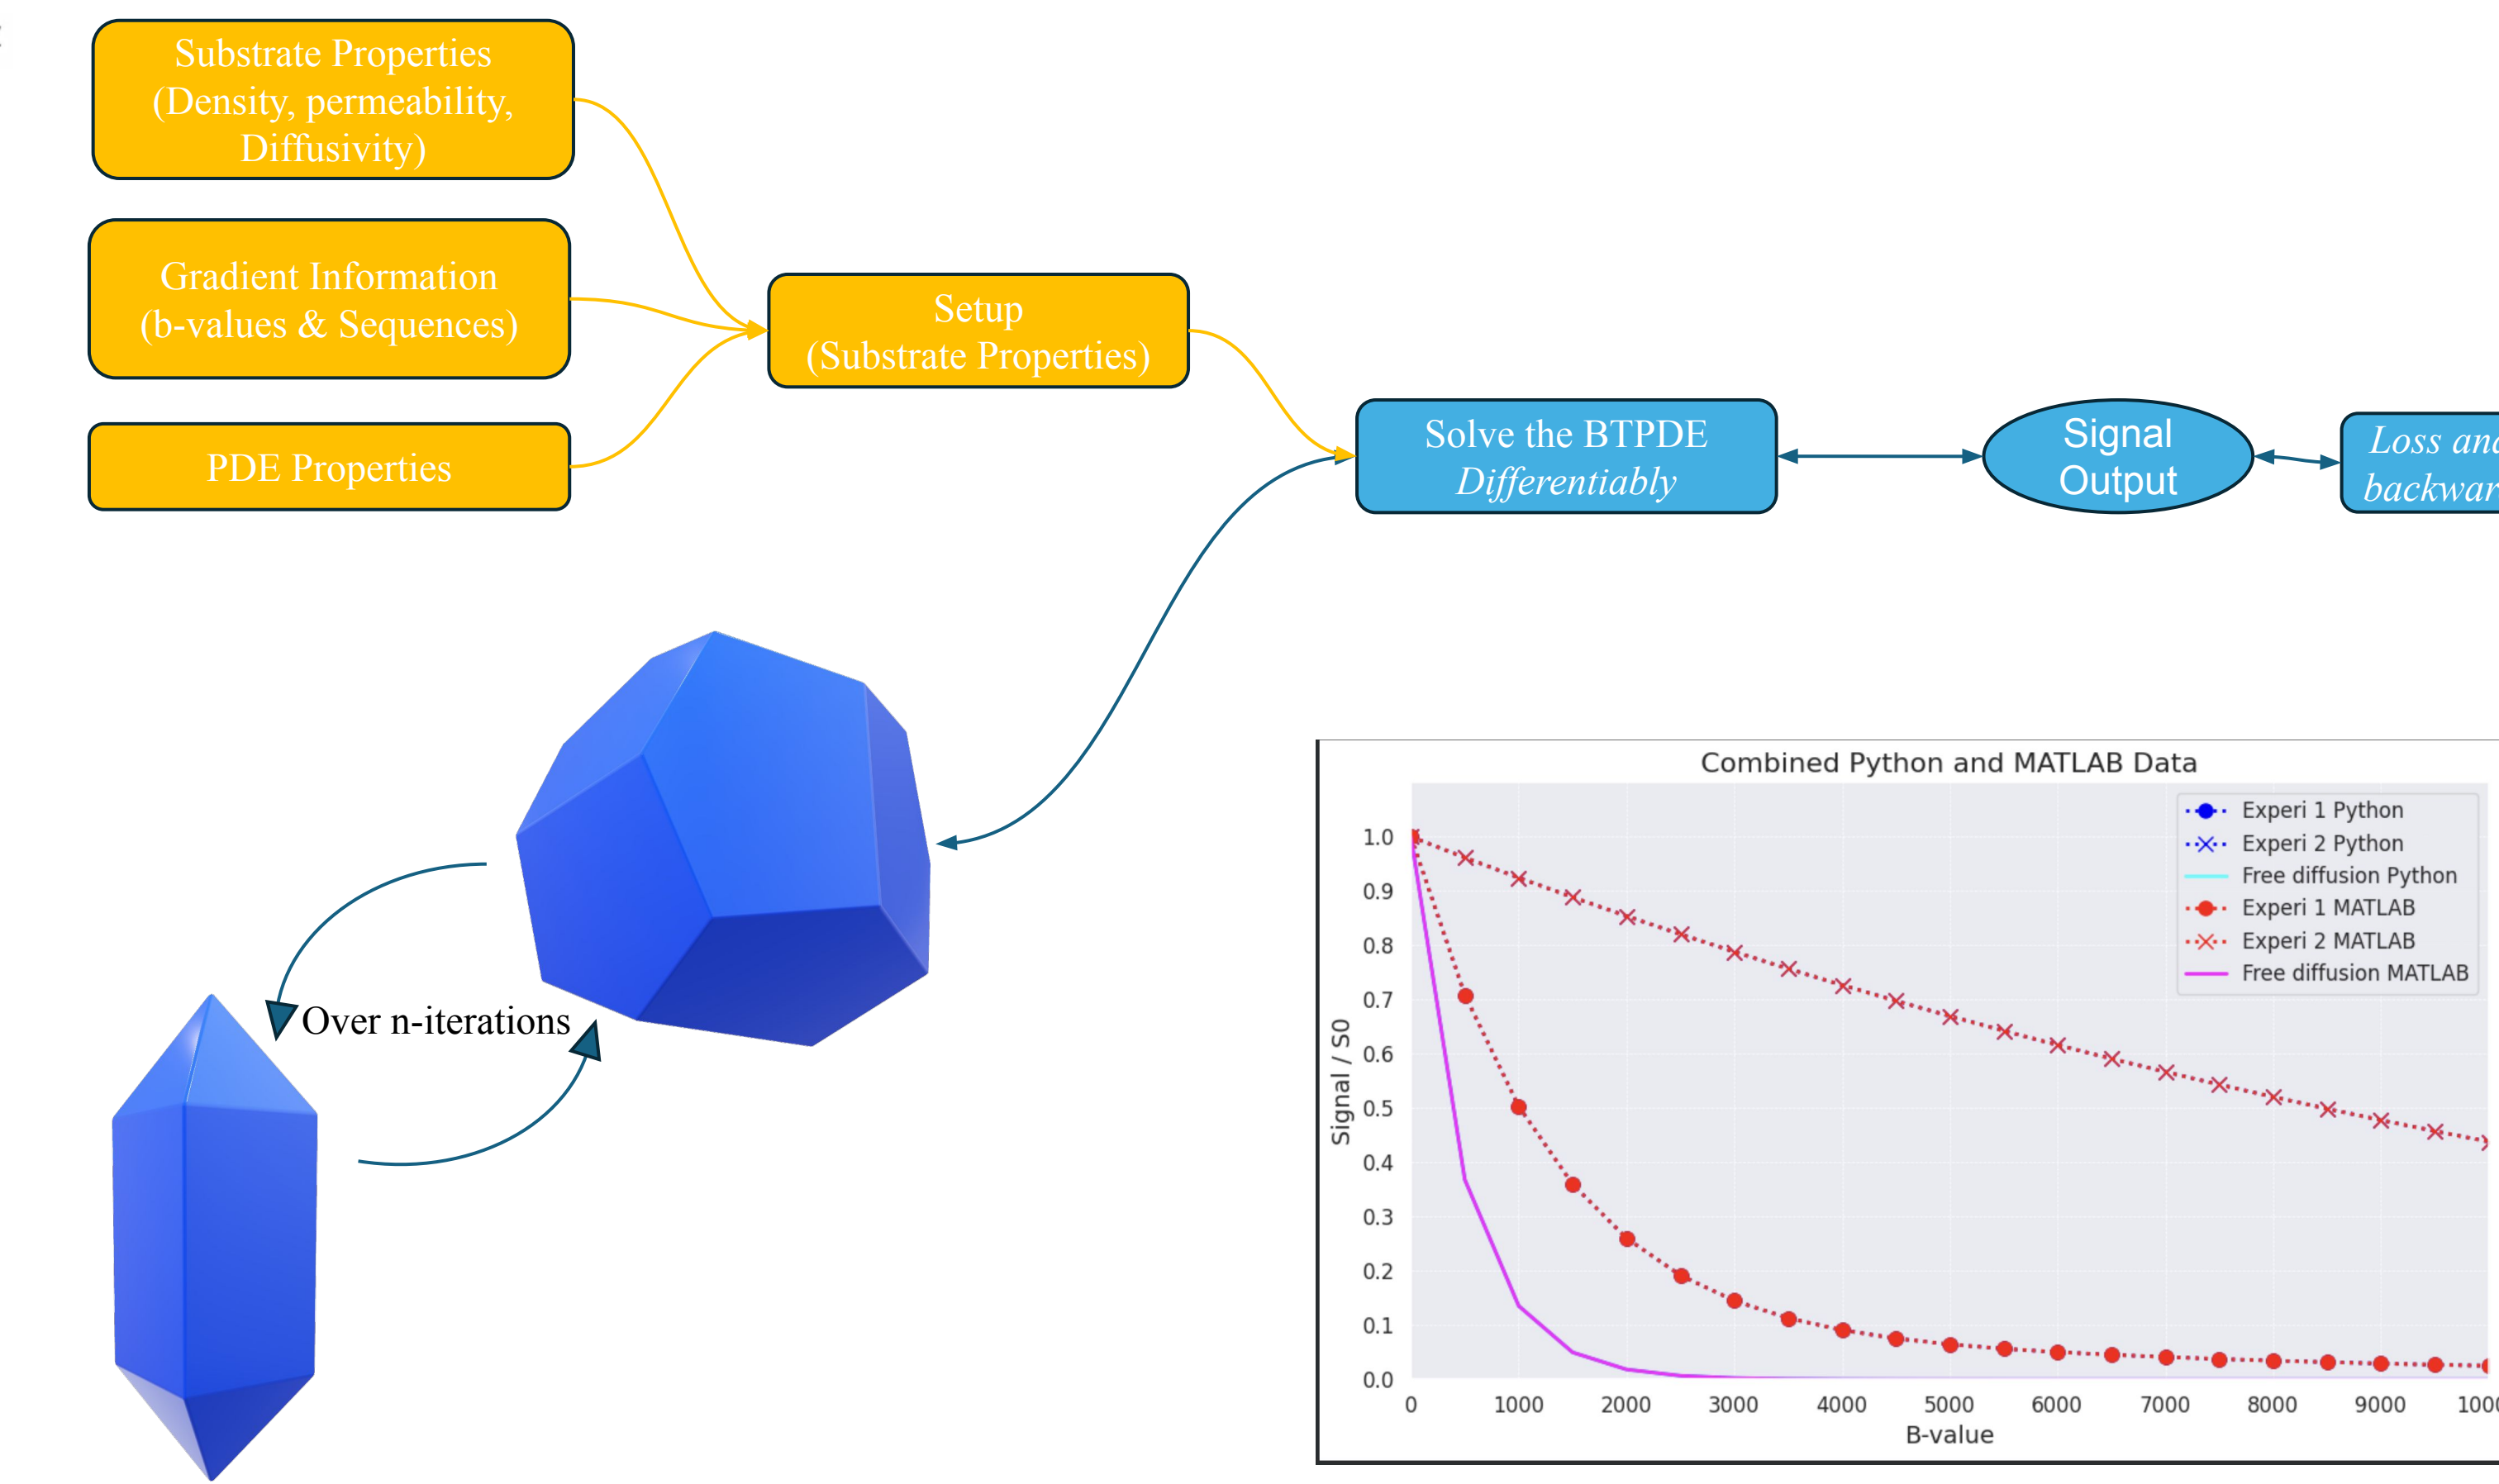 Substrate Properties
(Density, permeability,
Diffusivity)
Gradient Information
(b-values & Sequences)
PDE Properties
Setup
(Substrate Properties)
Solve the BTPDE
Differentiably
Signal
Output
Loss
Over n-iterations
Combined Python and MATLAB Data
Experi 1 Python
Experi 2 Python
Free diffusion Python
Experi 1 MATLAB
Experi 2 MATLAB
Free diffusion MATLAB
1.0
0.9
0.8
0.7
0.6
0.5
0.4
0.3
0.2
0.1
0.0
Signal / S0
0 1000 2000 3000 4000 5000 6000 7000 8000 9000
B-value